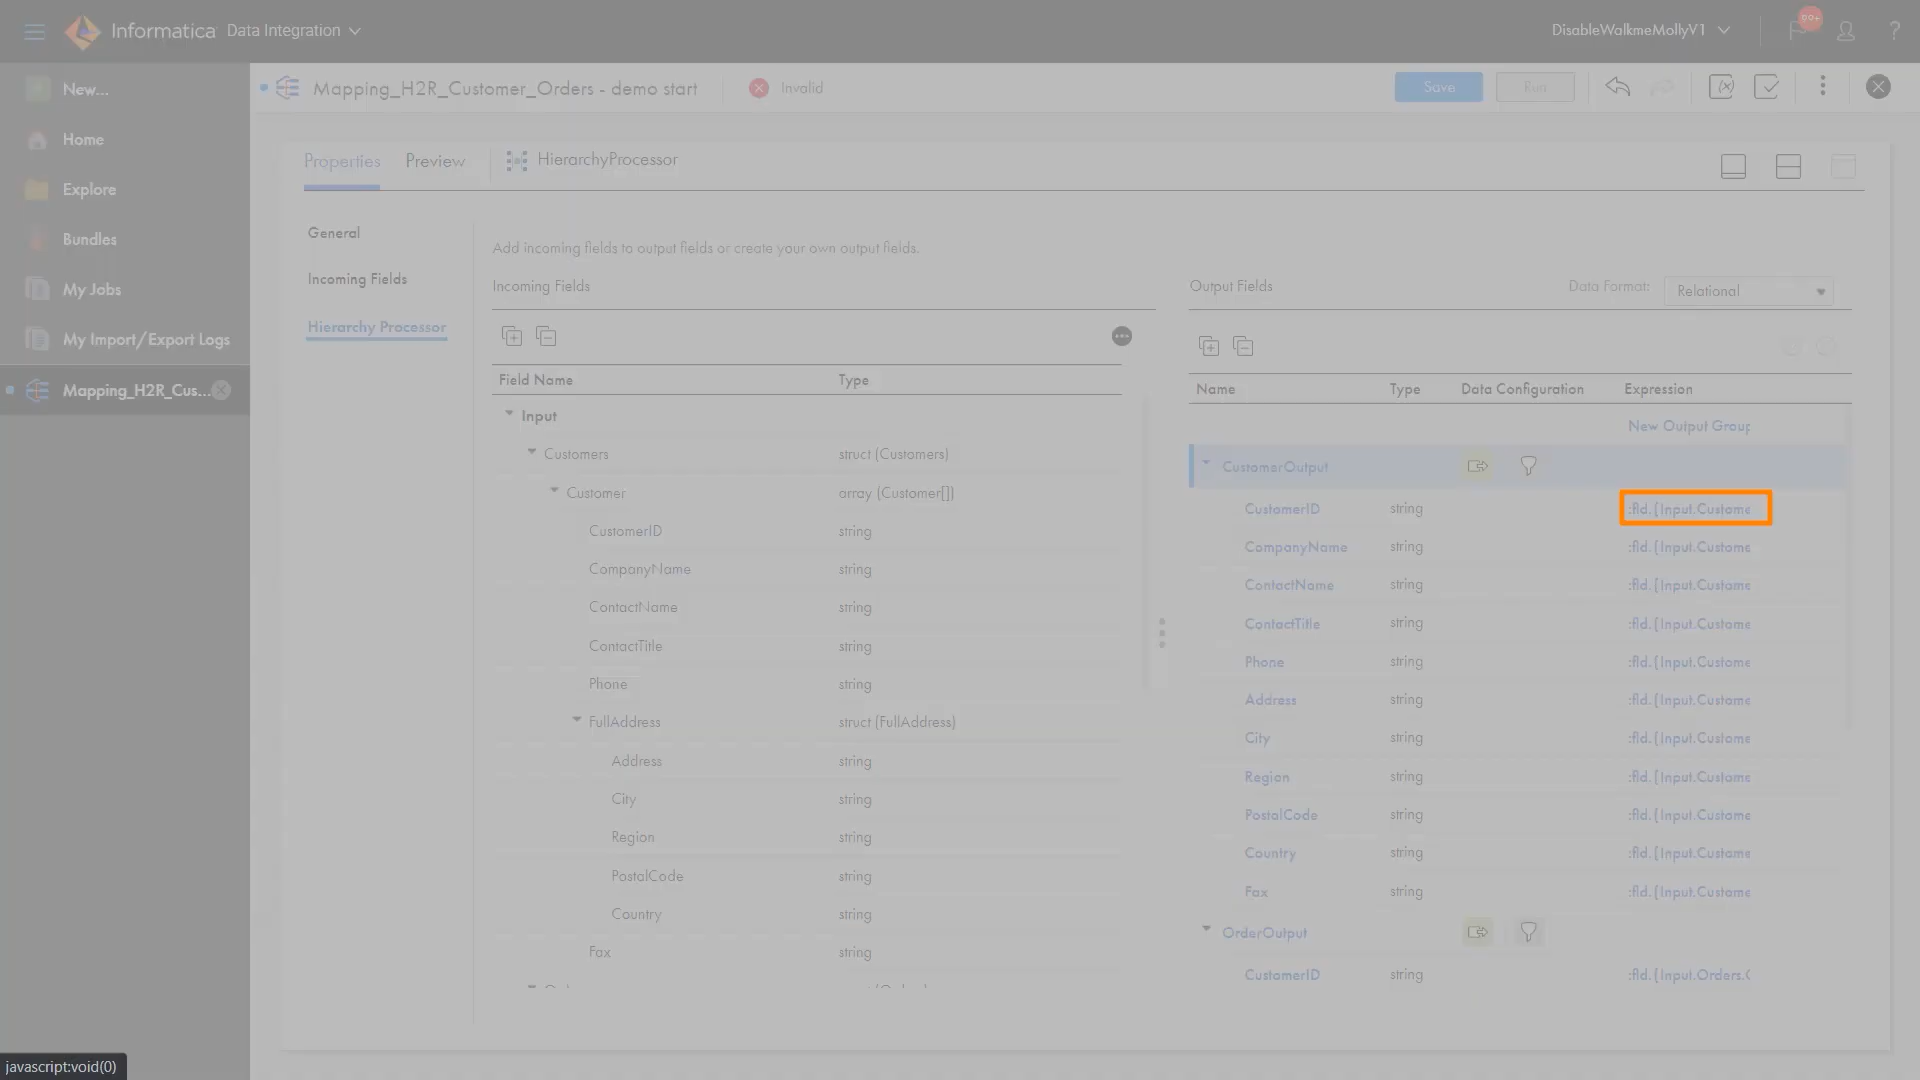 Informatica Data Integration
DisableWalkmeMollyV1
99+
?
New...
Home
Explore
Bundles
My Jobs
My Import/Export Logs
Mapping_H2R_Cus...
Mapping_H2R_Customer_Orders - demo start
Invalid
Save
Run
Properties
Preview
HierarchyProcessor
General
Incoming Fields
Hierarchy Processor
Add incoming fields to output fields or create your own output fields.
Incoming Fields
Field Name Type
Input
Customers struct (Customers)
Customer array (Customer[])
CustomerID string
CompanyName string
ContactName string
ContactTitle string
Phone string
FullAddress struct (FullAddress)
Address string
City string
Region string
PostalCode string
Country string
Fax string
Output Fields
Data Format: Relational
Name Type Data Configuration Expression
New Output Group
CustomerOutput
CustomerID string :fld.{Input.Custome
CompanyName string :fld.{Input.Custome
ContactName string :fld.{Input.Custome
ContactTitle string :fld.{Input.Custome
Phone string :fld.{Input.Custome
Address string :fld.{Input.Custome
City string :fld.{Input.Custome
Region string :fld.{Input.Custome
PostalCode string :fld.{Input.Custome
Country string :fld.{Input.Custome
Fax string :fld.{Input.Custome
OrderOutput
CustomerID string :fld.{Input.Orders.C
javascript:void(0)